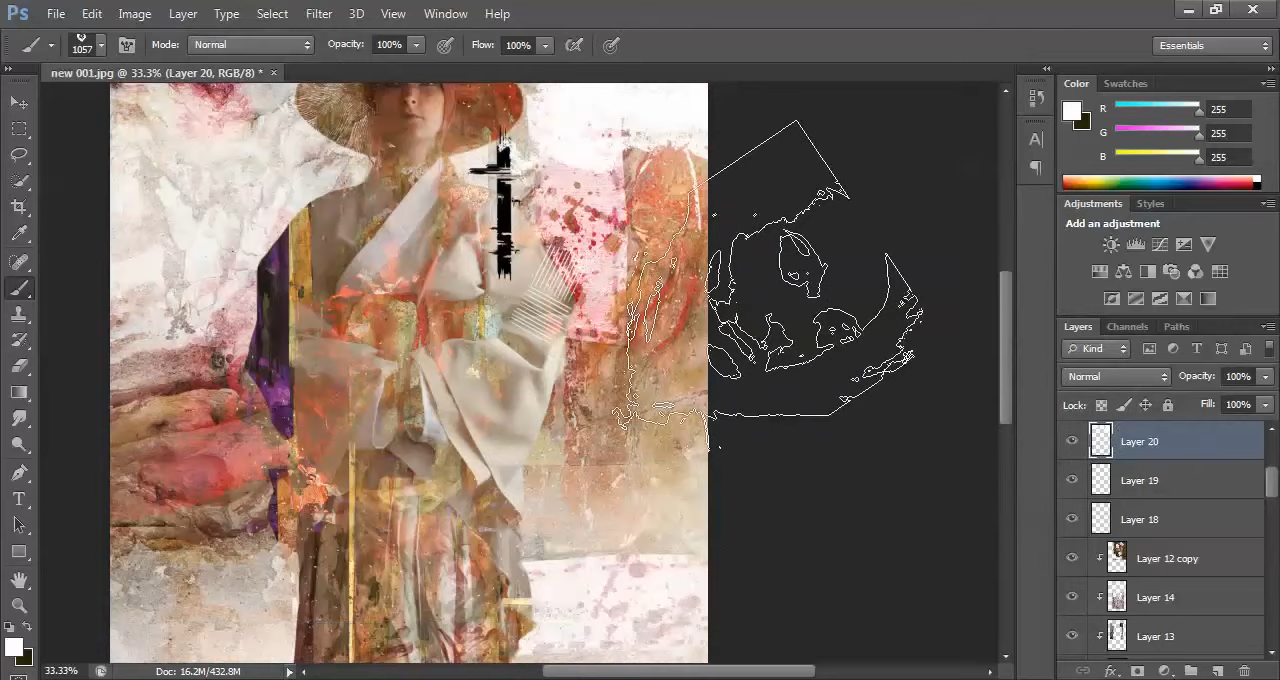 Ps File Edit Image Layer Type Select Filter 3D View Window Help
1057 Mode: Normal Opacity: 100% Flow: 100% Essentials
new 001.jpg @ 33.3% (Layer 20, RGB/8) * ×
Color Swatches
R 255
G 255
B 255
Adjustments Styles
Add an adjustment
Layers Channels Paths
Kind
Normal Opacity: 100%
Lock: Fill: 100%
Layer 20
Layer 19
Layer 18
Layer 12 copy
Layer 14
Layer 13
33.33% Doc: 16.2M/432.8M